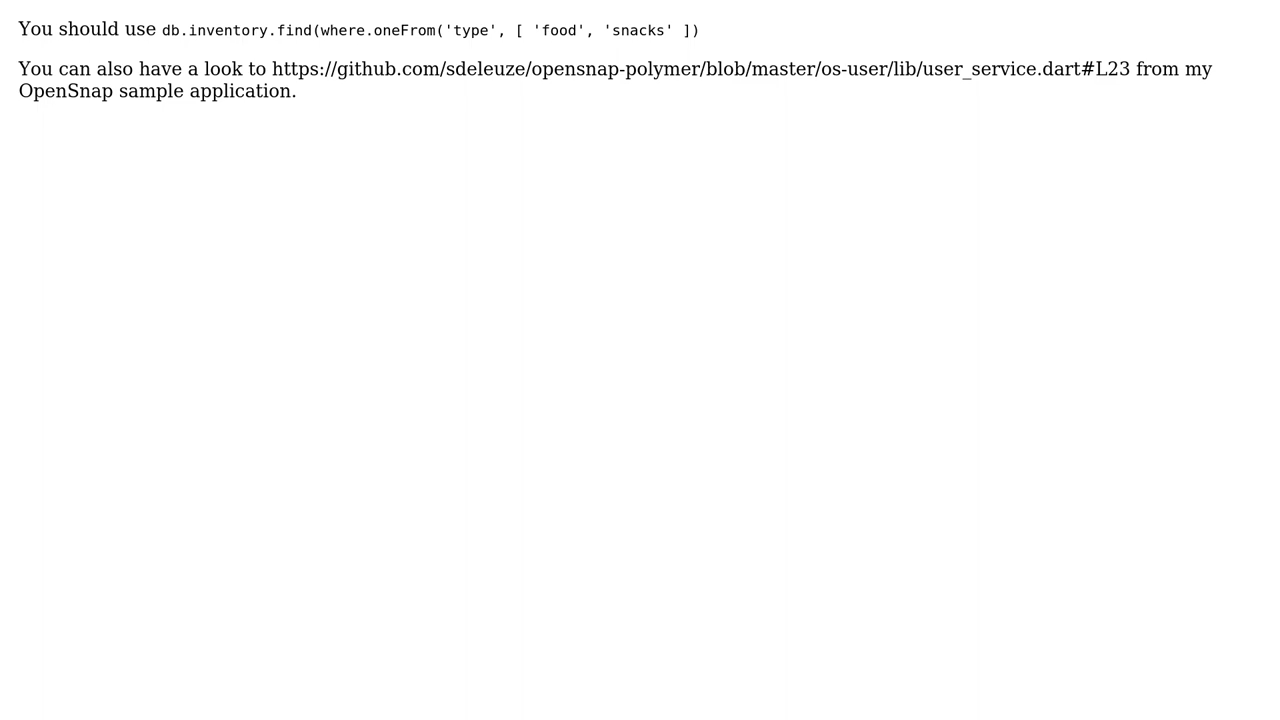 You should use db.inventory.find(where.oneFrom('type', [ 'food', 'snacks' ])
You can also have a look to https://github.com/sdeleuze/opensnap-polymer/blob/master/os-user/lib/user_service.dart#L23 from my
OpenSnap sample application.